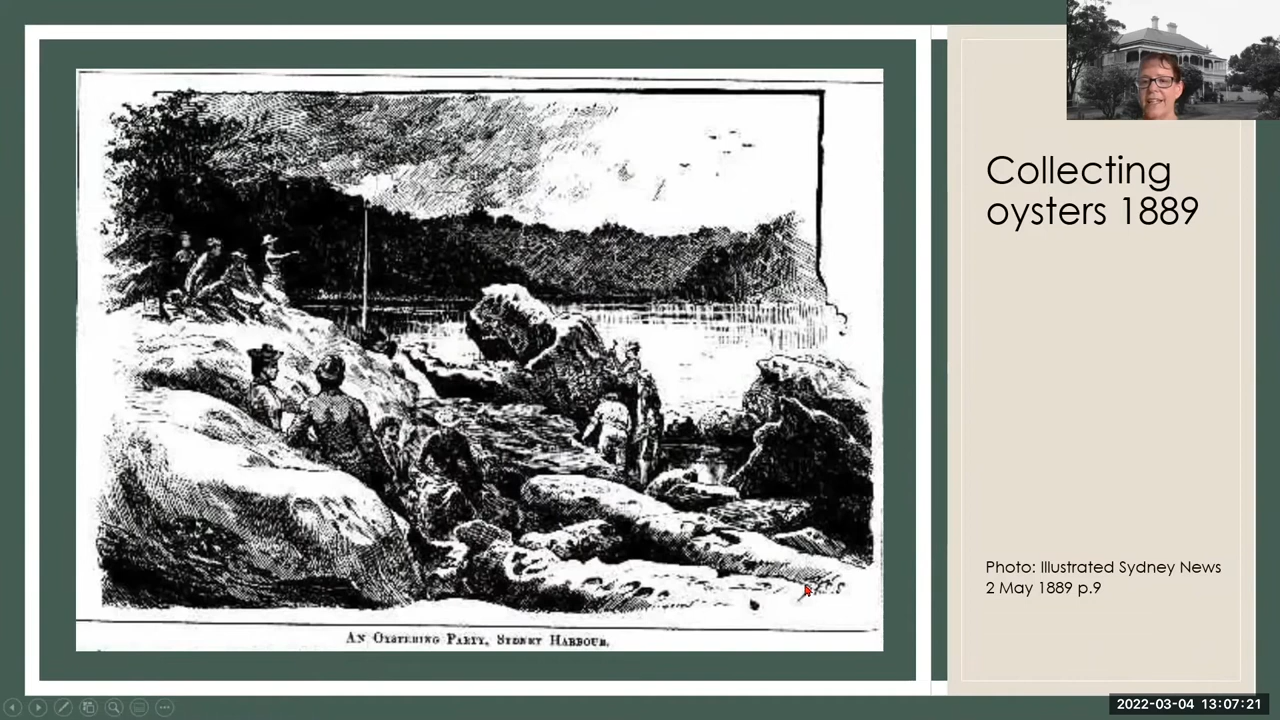 Collecting
oysters 1889
Photo: Illustrated Sydney News
2 May 1889 p.9
AN OYSTERING PARTY, SYDNEY HARBOUR.
2022-03-04 13:07:21